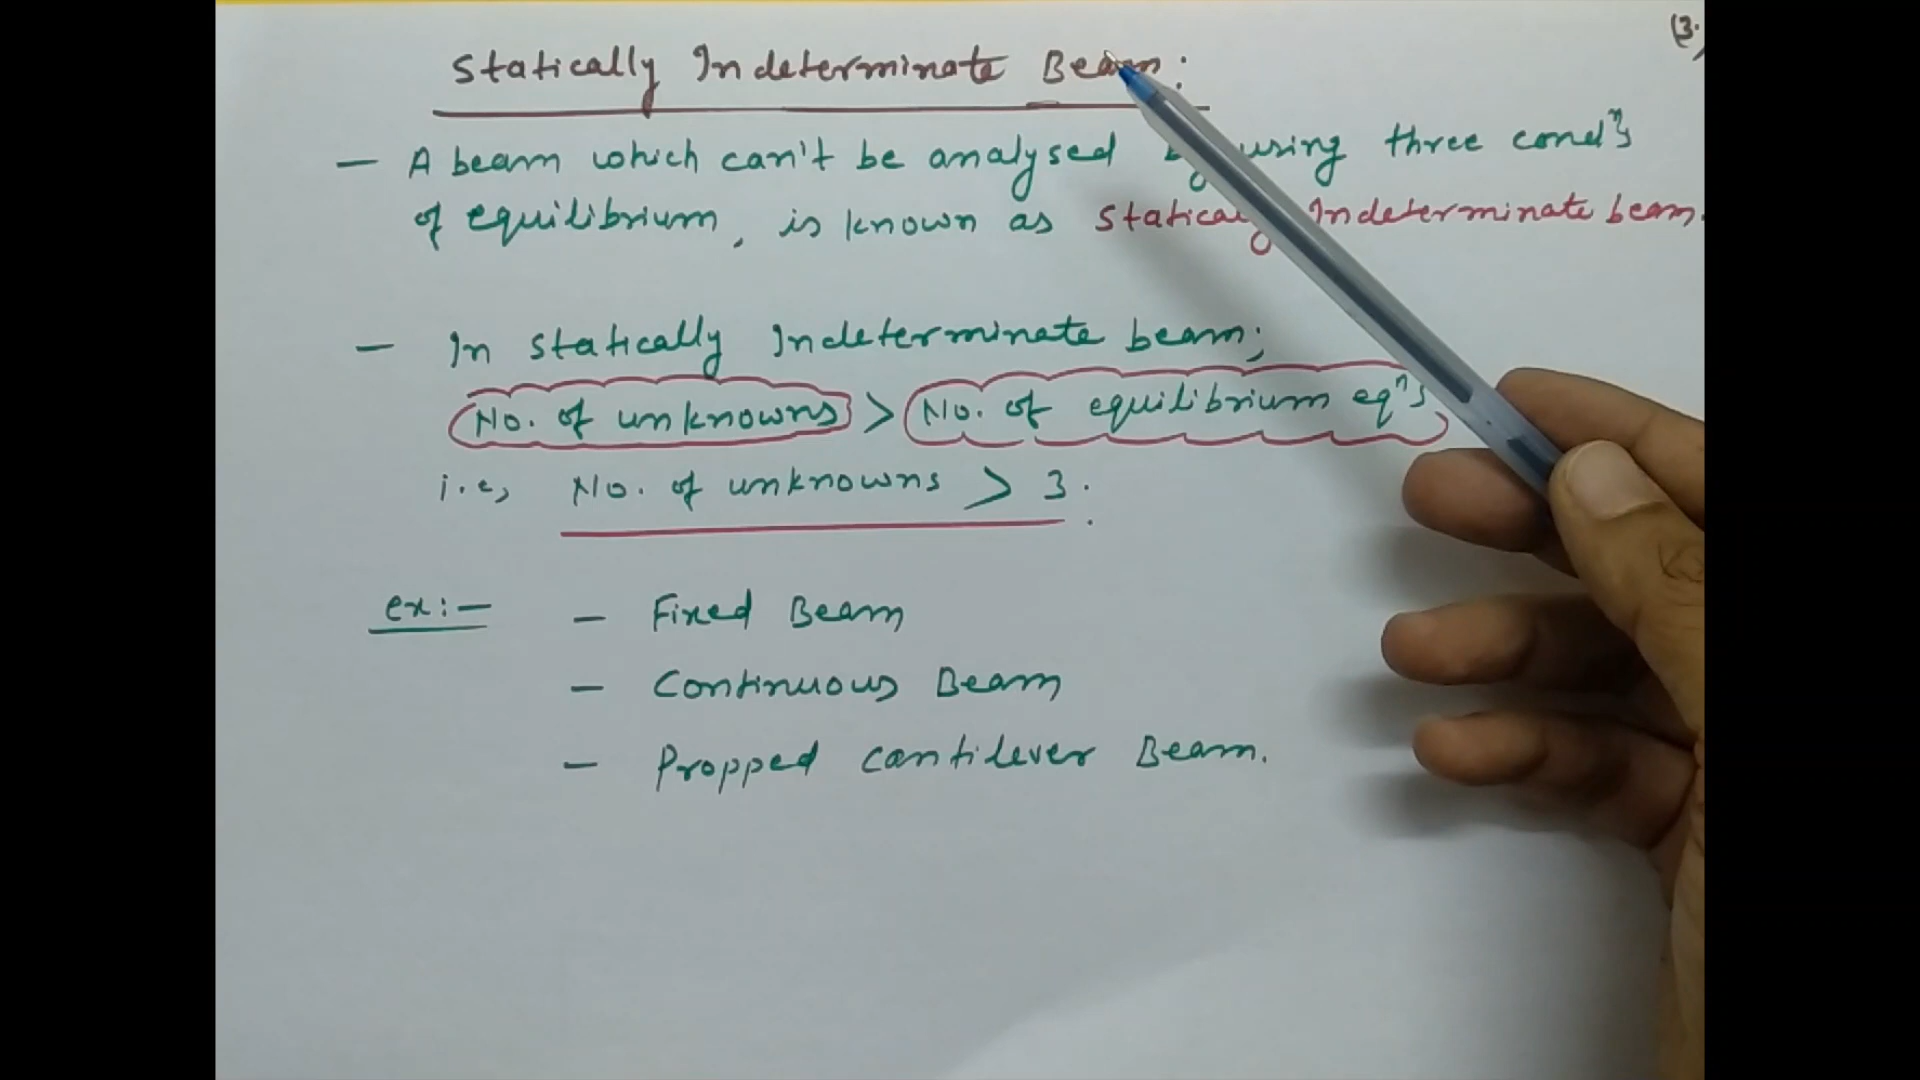 (3.)
Statically Indeterminate Beam:
— A beam which can't be analysed by using three condⁿs
of equilibrium, is known as Statically Indeterminate beam.
— In Statically Indeterminate beam;
No. of unknowns > No. of equilibrium eqⁿs
i.e, No. of unknowns > 3.
ex:— — Fixed Beam
— Continuous Beam
— Propped cantilever Beam.